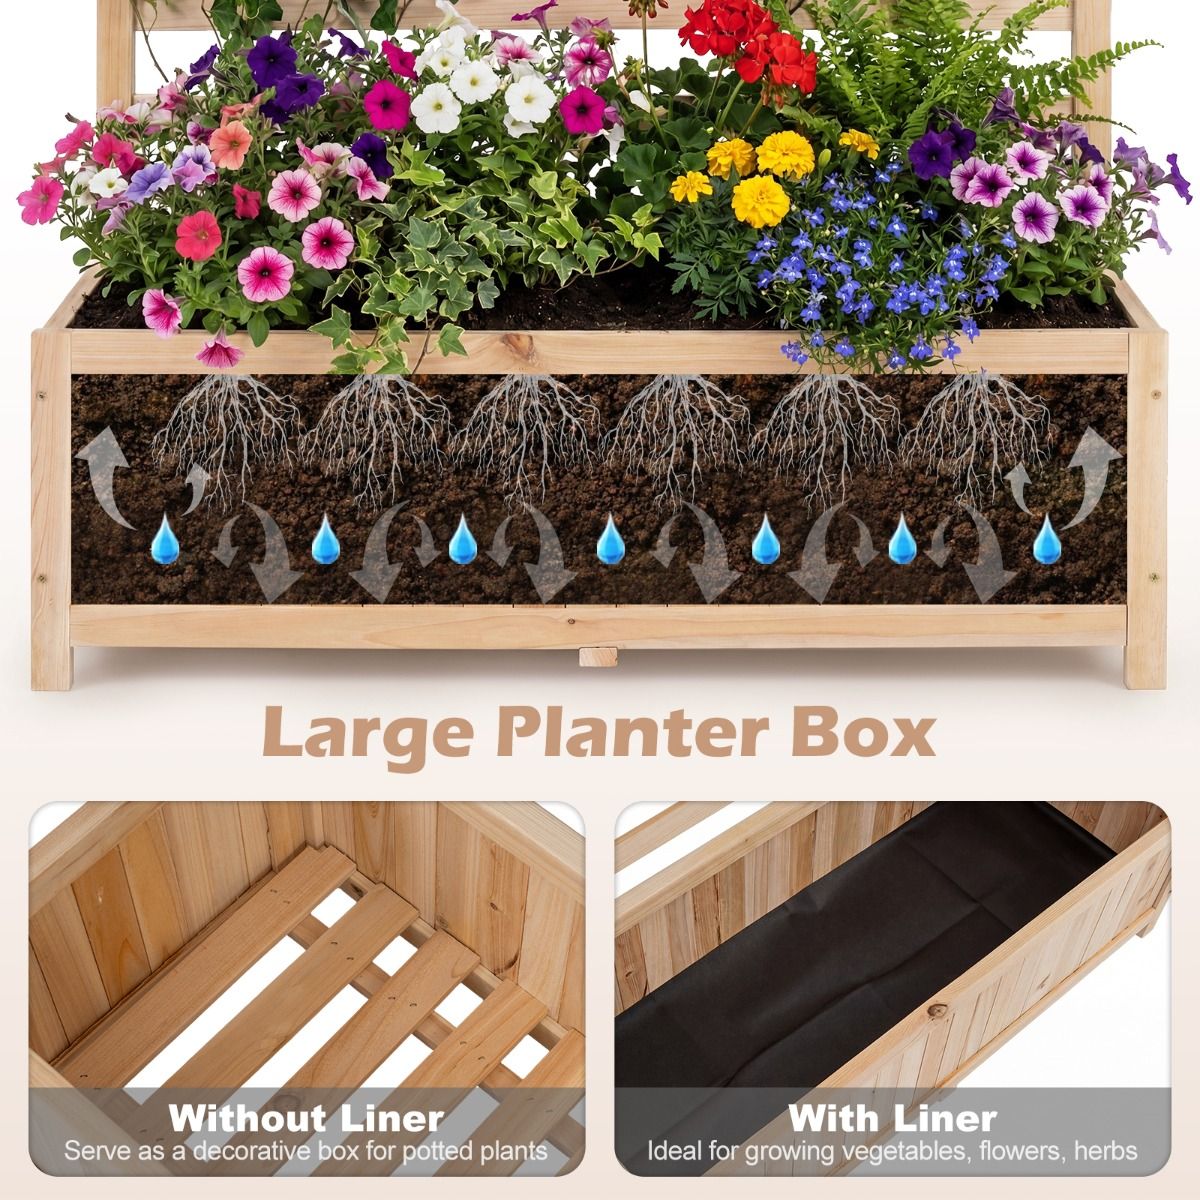 Large Planter Box
Without Liner
Serve as a decorative box for potted plants
With Liner
Ideal for growing vegetables, flowers, herbs